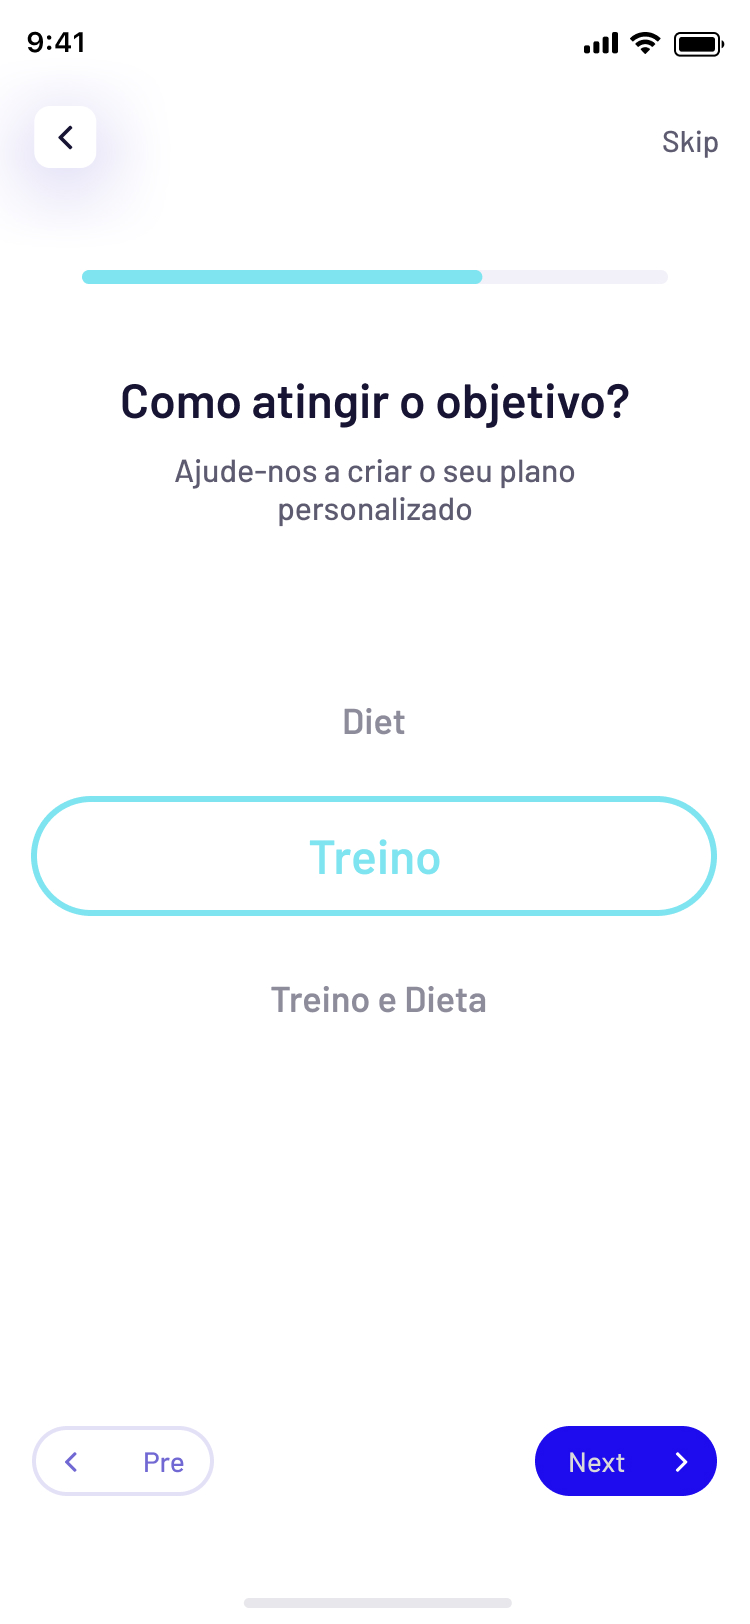 9:41
Skip
Como atingir o objetivo?
Ajude-nos a criar o seu plano
personalizado
Diet
Treino
Treino e Dieta
Pre
Next